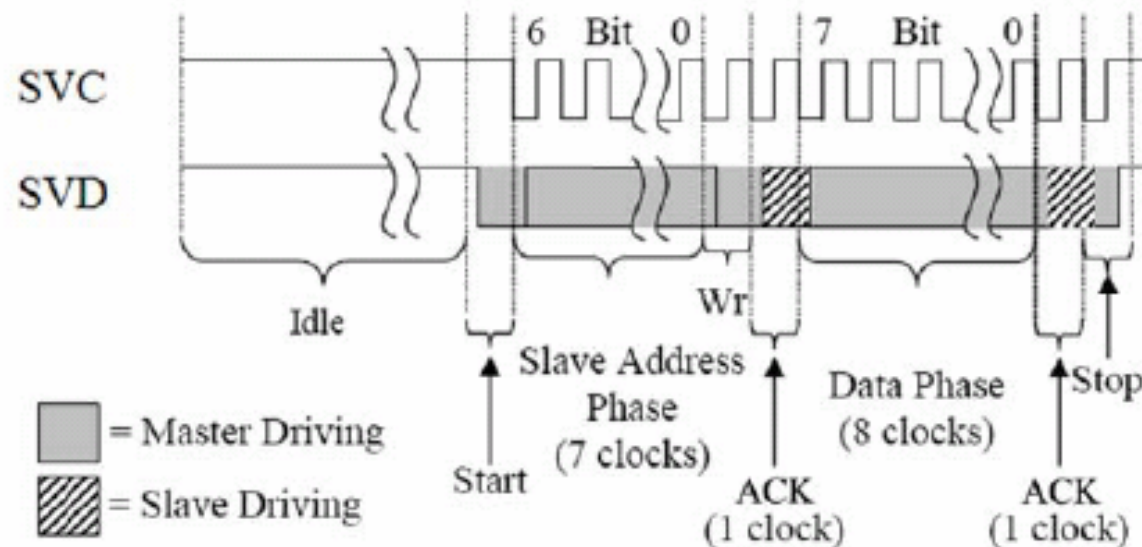 6 Bit 0 7 Bit 0
SVC
SVD
Idle
Wr
Slave Address
Phase
(7 clocks)
Data Phase
(8 clocks)
Stop
= Master Driving
= Slave Driving
Start
ACK
(1 clock)
ACK
(1 clock)